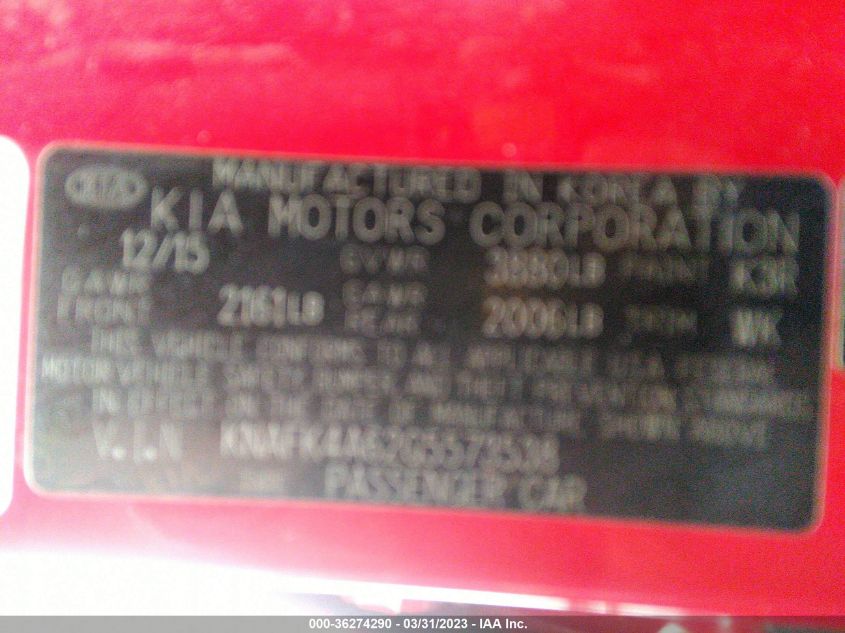 KIA MANUFACTURED IN KOREA BY
KIA MOTORS CORPORATION
12/15 GVWR 3880LB PAINT K3R
GAWR FRONT 2161LB GAWR REAR 2006LB TRIM WK
THIS VEHICLE CONFORMS TO ALL APPLICABLE U.S.A FEDERAL
MOTOR VEHICLE SAFETY BUMPER AND THEFT PREVENTION STANDARDS
IN EFFECT ON THE DATE OF MANUFACTURE SHOWN ABOVE
V.I.N
PASSENGER CAR
000-36274290 - 03/31/2023 - IAA Inc.